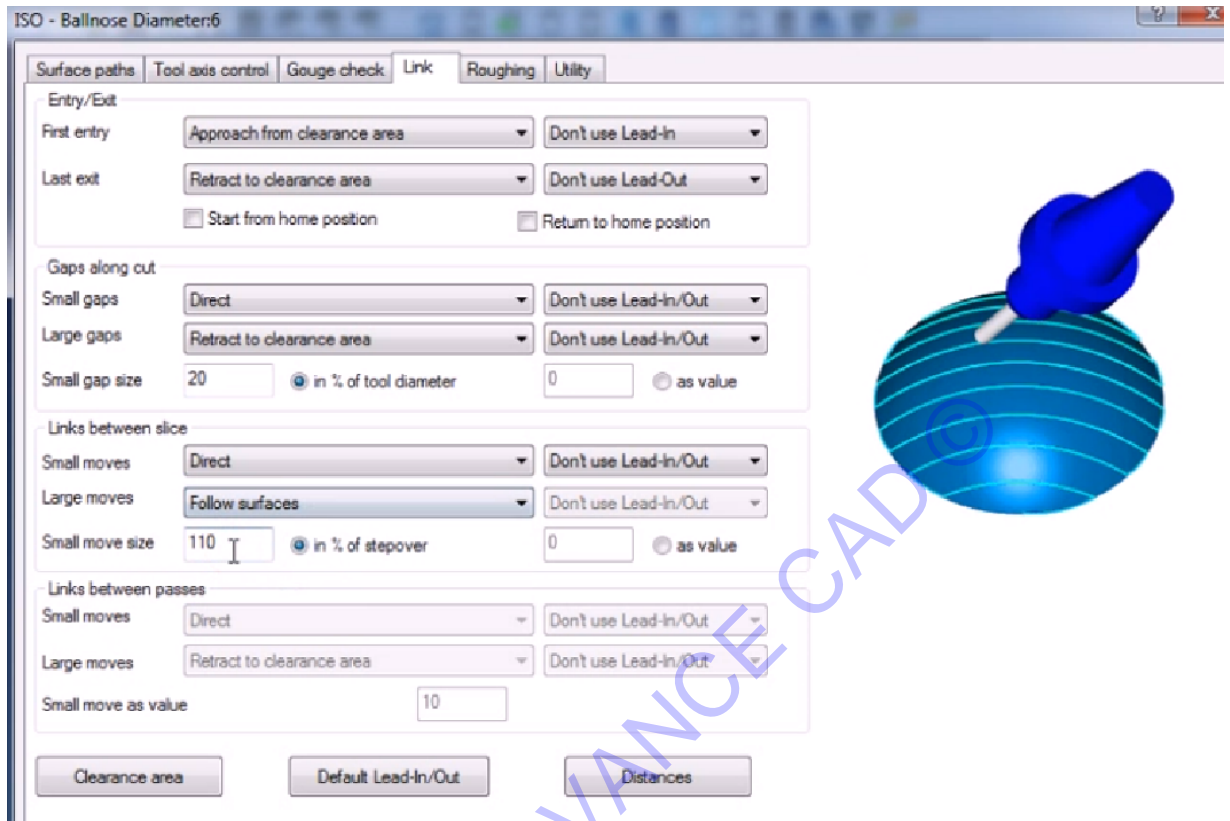 ISO - Ballnose Diameter:6
?
X
Surface paths Tool axis control Gouge check Link Roughing Utility
Entry/Exit
First entry Approach from clearance area Don't use Lead-In
Last exit Retract to clearance area Don't use Lead-Out
Start from home position Return to home position
Gaps along cut
Small gaps Direct Don't use Lead-In/Out
Large gaps Retract to clearance area Don't use Lead-In/Out
Small gap size 20 in % of tool diameter 0 as value
Links between slice
Small moves Direct Don't use Lead-In/Out
Large moves Follow surfaces Don't use Lead-In/Out
Small move size 110 in % of stepover 0 as value
Links between passes
Small moves Direct Don't use Lead-In/Out
Large moves Retract to clearance area Don't use Lead-In/Out
Small move as value 10
Clearance area Default Lead-In/Out Distances
VANCE CAD ©